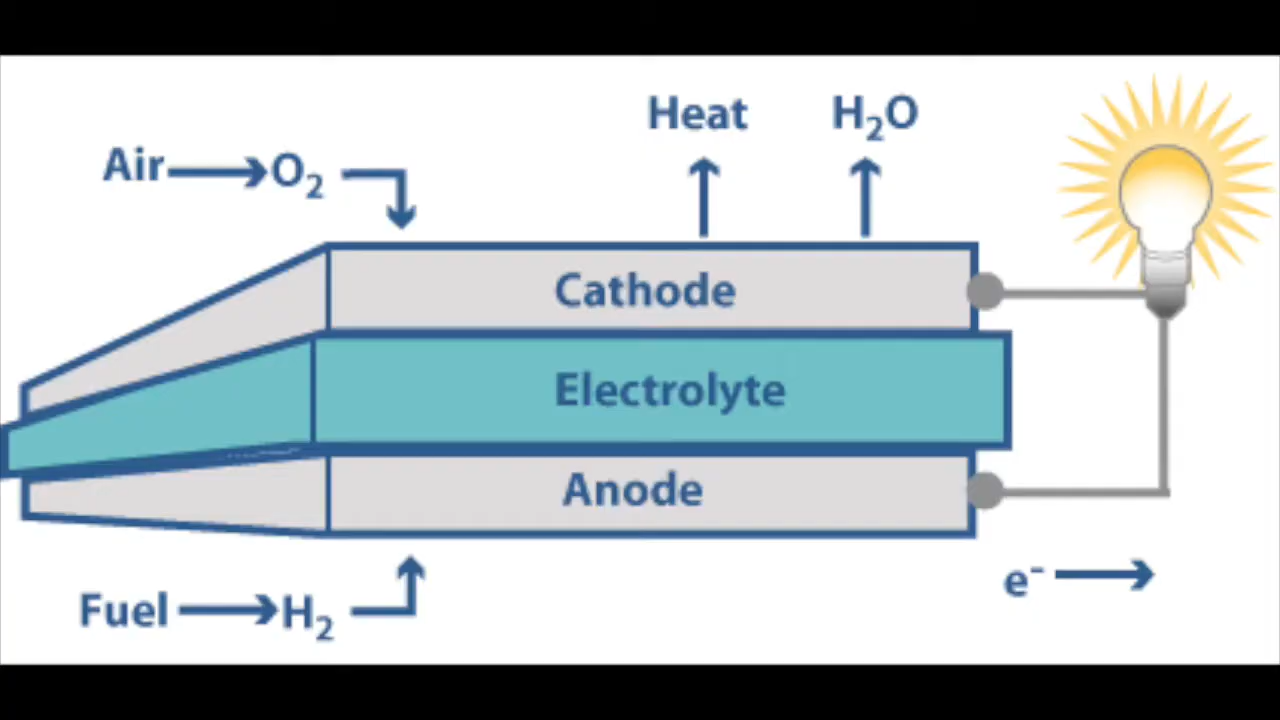 Heat
H₂O
Air → O₂
Cathode
Electrolyte
Anode
e⁻ →
Fuel → H₂